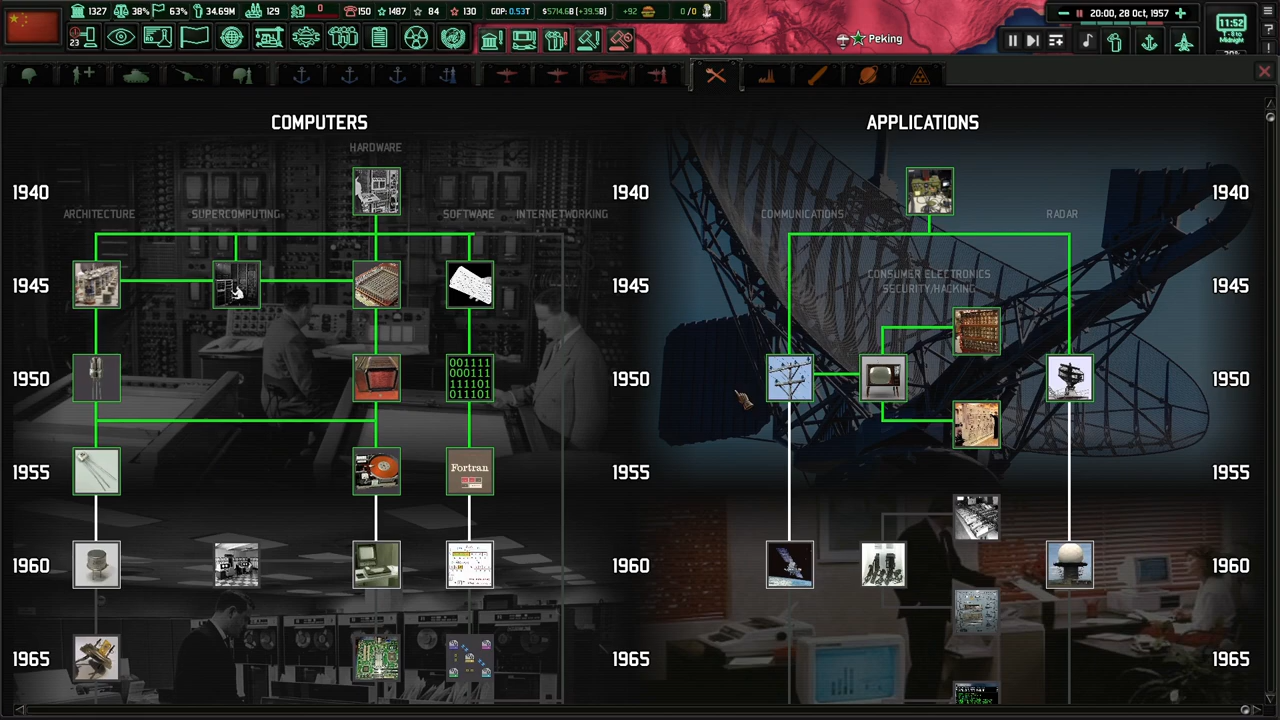 1327 38% 63% 34.69M 129 0 150 1487 84 130 GDP: 0.53T $5714.6B (+39.5B) +92 0/0
23
20:00, 28 Oct, 1957
11:52
Peking
COMPUTERS
APPLICATIONS
HARDWARE
1940
1940
1940
ARCHITECTURE
SUPERCOMPUTING
SOFTWARE
INTERNETWORKING
COMMUNICATIONS
RADAR
CONSUMER ELECTRONICS
SECURITY/HACKING
1945
1945
1945
1950
001111
000111
111101
011101
1950
1950
1955
Fortran
1955
1955
1960
1960
1960
1965
1965
1965